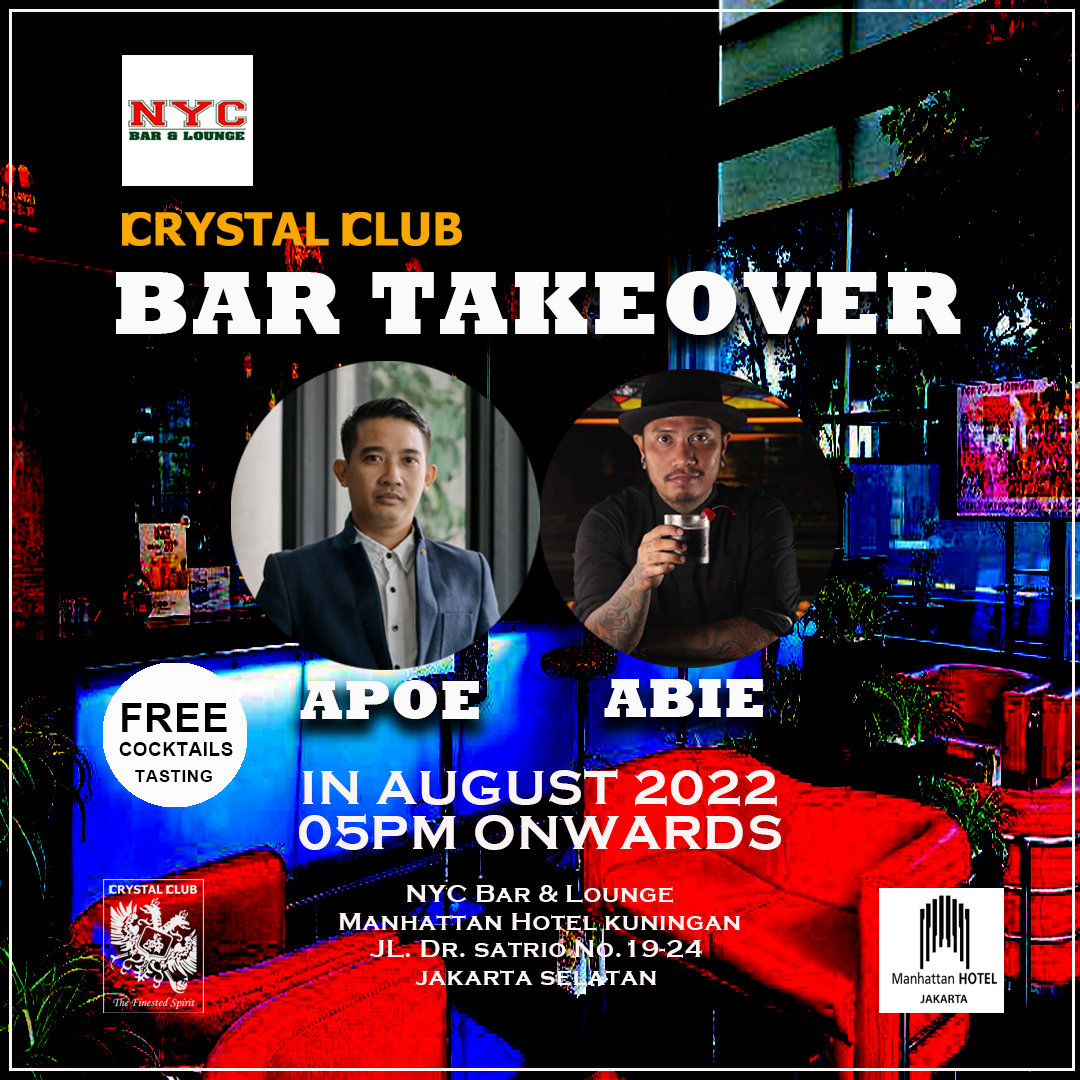 NYC
BAR & LOUNGE
CRYSTAL CLUB
BAR TAKEOVER
APOE
ABIE
FREE
COCKTAILS
TASTING
IN AUGUST 2022
05PM ONWARDS
NYC BAR & LOUNGE
MANHATTAN HOTEL KUNINGAN
JL. DR. SATRIO NO.19-24
JAKARTA SELATAN
CRYSTAL CLUB
The Finested Spirit
Manhattan HOTEL
JAKARTA